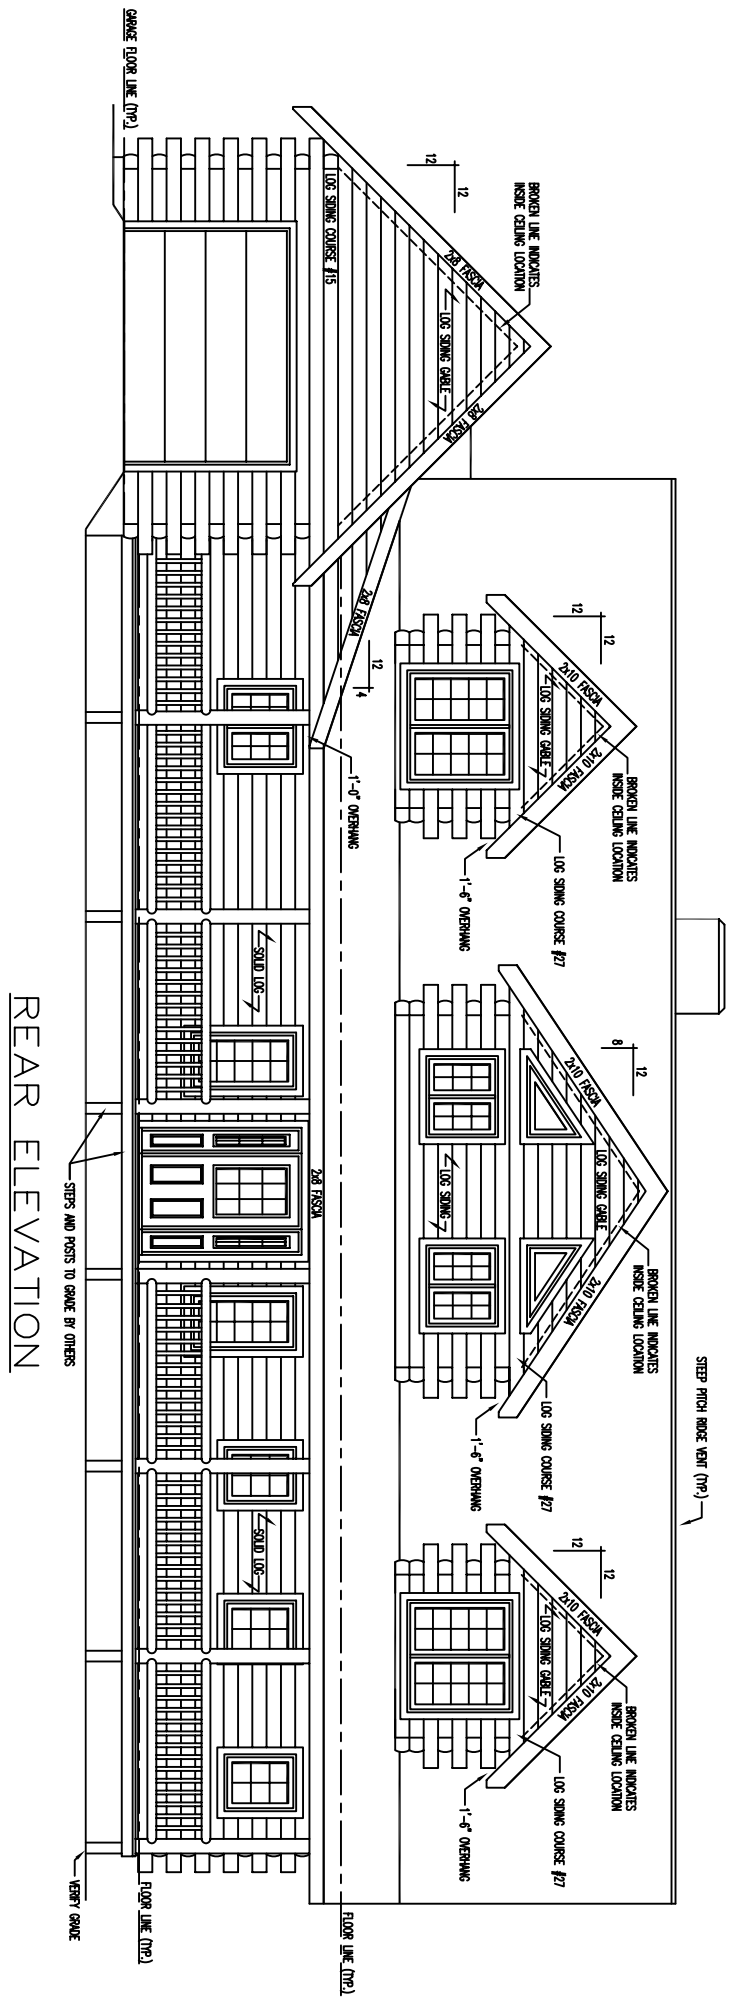 STEEP PITCH RIDGE VENT (TYP.)
BROKEN LINE INDICATES
INSIDE CEILING LOCATION
12
12
2x8 FASCIA
2x8 FASCIA
LOG SIDING GABLE
LOG SIDING COURSE #15
GARAGE FLOOR LINE (TYP.)
2x8 FASCIA
12
4
1'-0" OVERHANG
12
12
2x10 FASCIA
2x10 FASCIA
LOG SIDING GABLE
BROKEN LINE INDICATES
INSIDE CEILING LOCATION
LOG SIDING COURSE #27
1'-6" OVERHANG
12
8
2x10 FASCIA
2x10 FASCIA
LOG SIDING GABLE
BROKEN LINE INDICATES
INSIDE CEILING LOCATION
LOG SIDING
LOG SIDING COURSE #27
1'-6" OVERHANG
12
12
2x10 FASCIA
2x10 FASCIA
LOG SIDING GABLE
BROKEN LINE INDICATES
INSIDE CEILING LOCATION
LOG SIDING COURSE #27
1'-6" OVERHANG
FLOOR LINE (TYP.)
2x8 FASCIA
SOLID LOG
SOLID LOG
FLOOR LINE (TYP.)
VERIFY GRADE
STEPS AND POSTS TO GRADE BY OTHERS
REAR ELEVATION